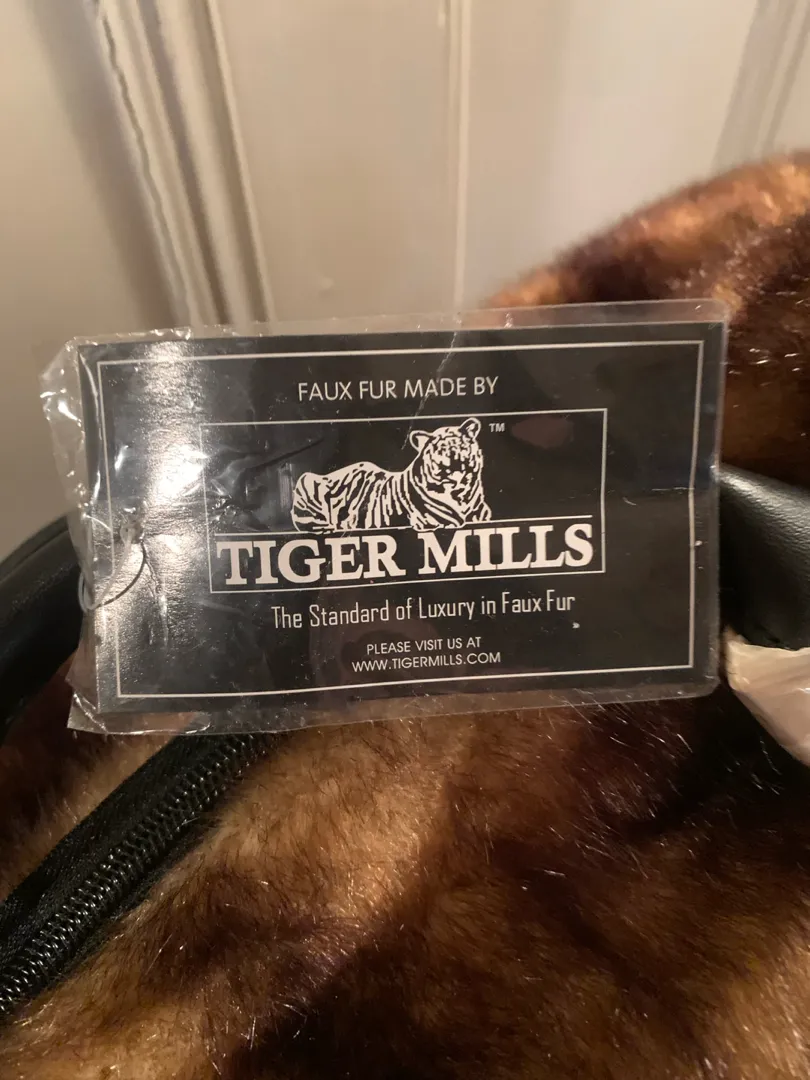 FAUX FUR MADE BY
™
TIGER MILLS
The Standard of Luxury in Faux Fur
PLEASE VISIT US AT
WWW.TIGERMILLS.COM